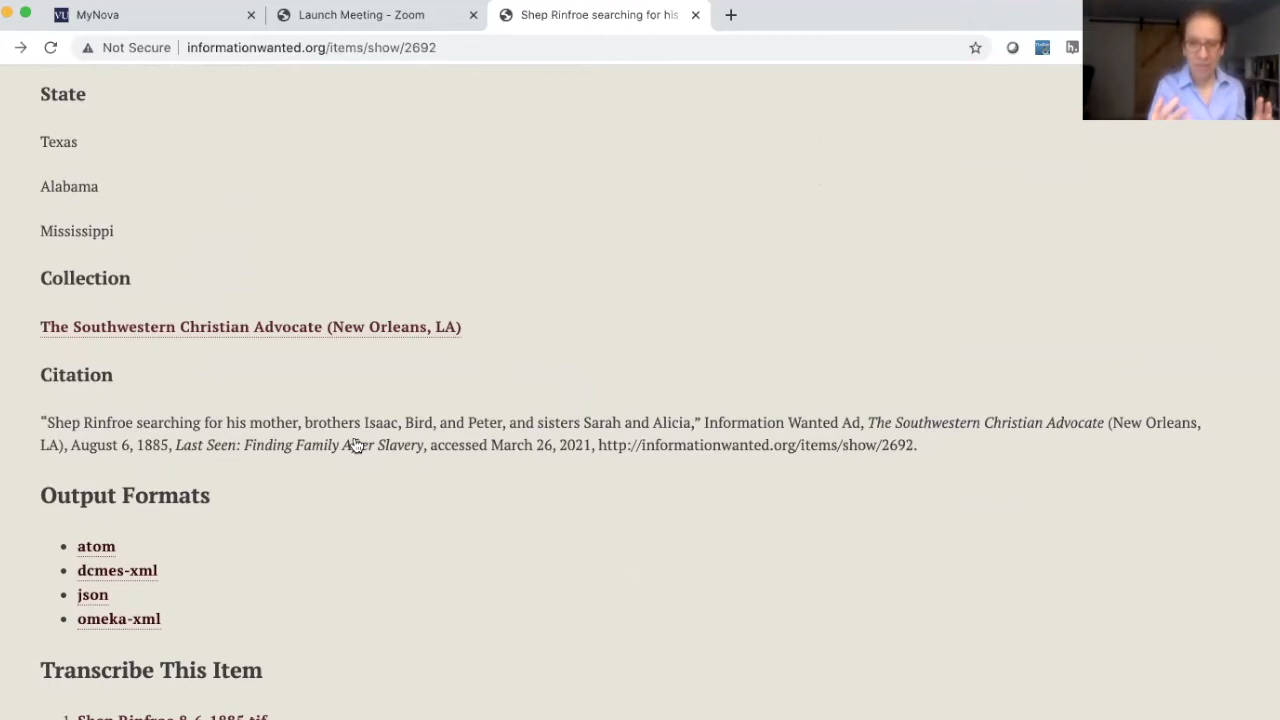 VU MyNova
Launch Meeting - Zoom
Shep Rinfroe searching for his
Not Secure
informationwanted.org/items/show/2692
State
Texas
Alabama
Mississippi
Collection
The Southwestern Christian Advocate (New Orleans, LA)
Citation
“Shep Rinfroe searching for his mother, brothers Isaac, Bird, and Peter, and sisters Sarah and Alicia,” Information Wanted Ad, The Southwestern Christian Advocate (New Orleans,
LA), August 6, 1885, Last Seen: Finding Family After Slavery, accessed March 26, 2021, http://informationwanted.org/items/show/2692.
Output Formats
• atom
• dcmes-xml
• json
• omeka-xml
Transcribe This Item
1. Shep Rinfroe 8-6-1885.tif